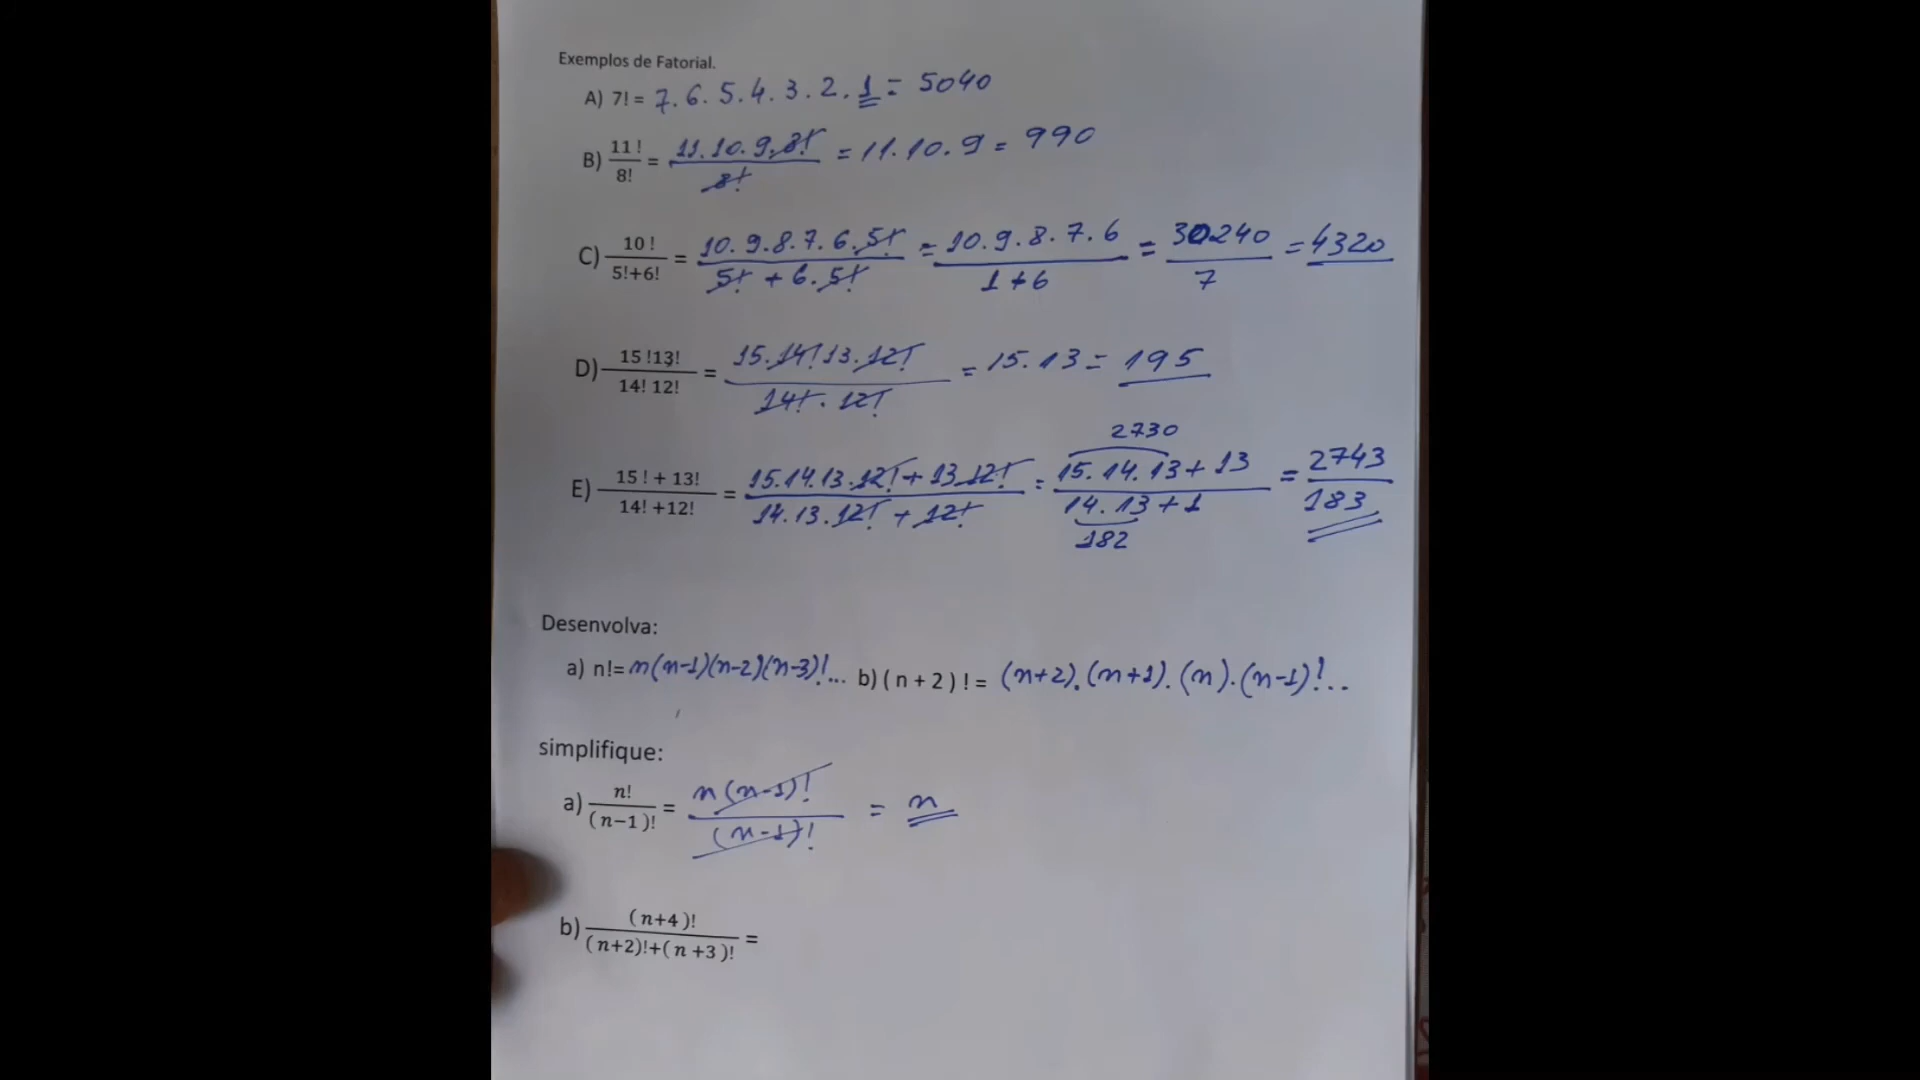 Exemplos de Fatorial.
A) 7! = 7.6.5.4.3.2.1 = 5040
B) 11!/8! = 11.10.9.8!/8! = 11.10.9 = 990
C) 10!/5!+6! = 10.9.8.7.6.5!/5!+6.5! = 10.9.8.7.6/1+6 = 30240/7 = 4320
D) 15!13!/14! 12! = 15.14!13.12!/14!.12! = 15.13 = 195
2730
E) 15!+13!/14!+12! = 15.14.13.12!+13.12!/14.13.12!+12! = 15.14.13+13/14.13+1 = 2743/183
182
Desenvolva:
a) n!= n(n-1)(n-2)(n-3)!... b) (n+2)! = (n+2).(n+1).(n).(n-1)!..
simplifique:
a) n!/(n−1)! = n(n-1)!/(n-1)! = n
b) (n+4)!/(n+2)!+(n+3)! =